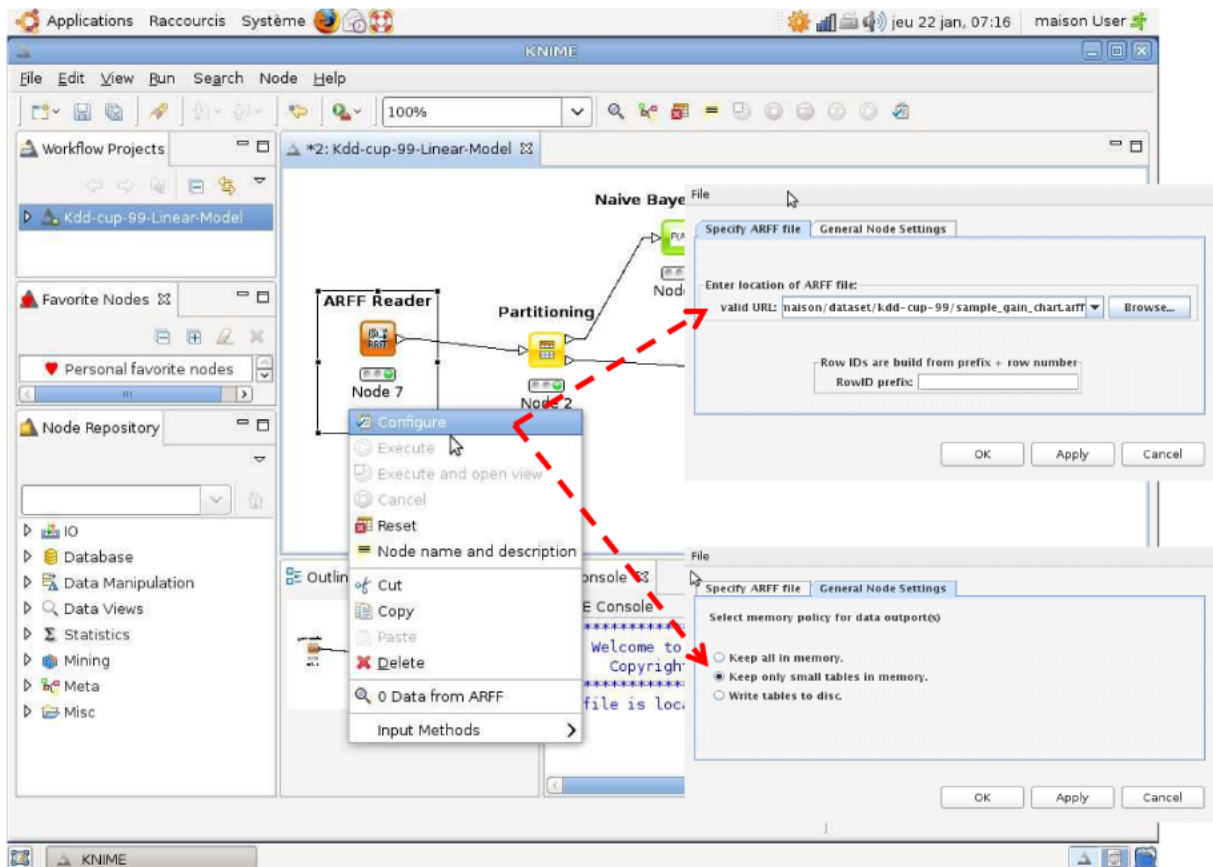 Applications Raccourcis Système jeu 22 jan, 07:16 maison User
KNIME
File Edit View Run Search Node Help
100%
Workflow Projects
*2: Kdd-cup-99-Linear-Model
Kdd-cup-99-Linear-Model
Favorite Nodes
Personal favorite nodes
Node Repository
IO
Database
Data Manipulation
Data Views
Statistics
Mining
Meta
Misc
Naive Baye
ARFF Reader
Node 7
Partitioning
Node 2
Nod
Configure
Execute
Execute and open view
Cancel
Reset
Node name and description
Cut
Copy
Paste
Delete
0 Data from ARFF
Input Methods
Outlin
onsole
E Console
********
Welcome to
Copyrigh
********
file is loca
File
Specify ARFF file General Node Settings
Enter location of ARFF file:
valid URL: naison/dataset/kdd-cup-99/sample_gain_chart.arff Browse...
Row IDs are build from prefix + row number
RowID prefix:
OK Apply Cancel
File
Specify ARFF file General Node Settings
Select memory policy for data outport(s)
Keep all in memory.
Keep only small tables in memory.
Write tables to disc.
OK Apply Cancel
KNIME